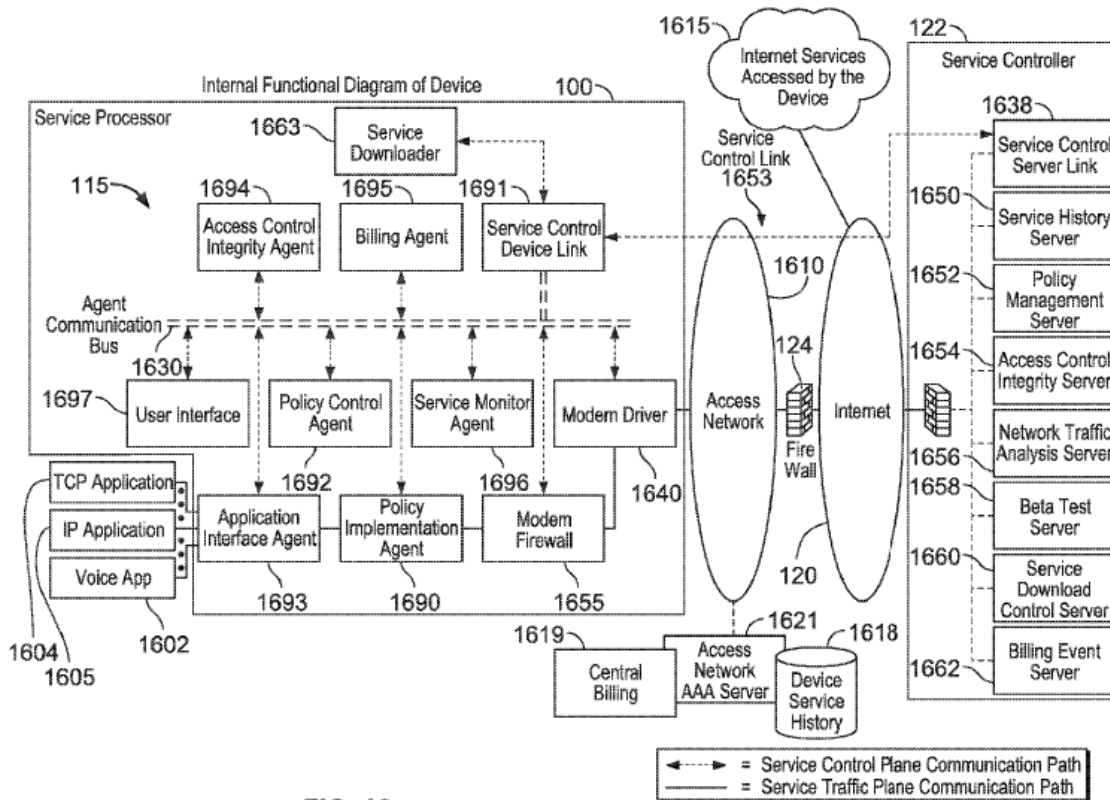 1615
Internet Services
Accessed by the
Device
122
Service Controller
Internal Functional Diagram of Device
100
Service Processor
1663
Service
Downloader
Service
Control Link
1653
1638
Service Control
Server Link
115
1694
Access Control
Integrity Agent
1695
Billing Agent
1691
Service Control
Device Link
1650
Service History
Server
1610
1652
Policy
Management
Server
Agent
Communication
Bus
1630
124
1654
Access Control
Integrity Server
1697
User Interface
Policy Control
Agent
Service Monitor
Agent
Modem Driver
Access
Network
Fire
Wall
Internet
Network Traffic
Analysis Server
1656
1692
1696
1640
TCP Application
IP Application
Voice App
Application
Interface Agent
Policy
Implementation
Agent
Modem
Firewall
1658
Beta Test
Server
120
1660
Service
Download
Control Server
1604
1605
1602
1693
1690
1655
1621
1619
Central
Billing
Access
Network
AAA Server
1618
Device
Service
History
Billing Event
Server
1662
= Service Control Plane Communication Path
= Service Traffic Plane Communication Path